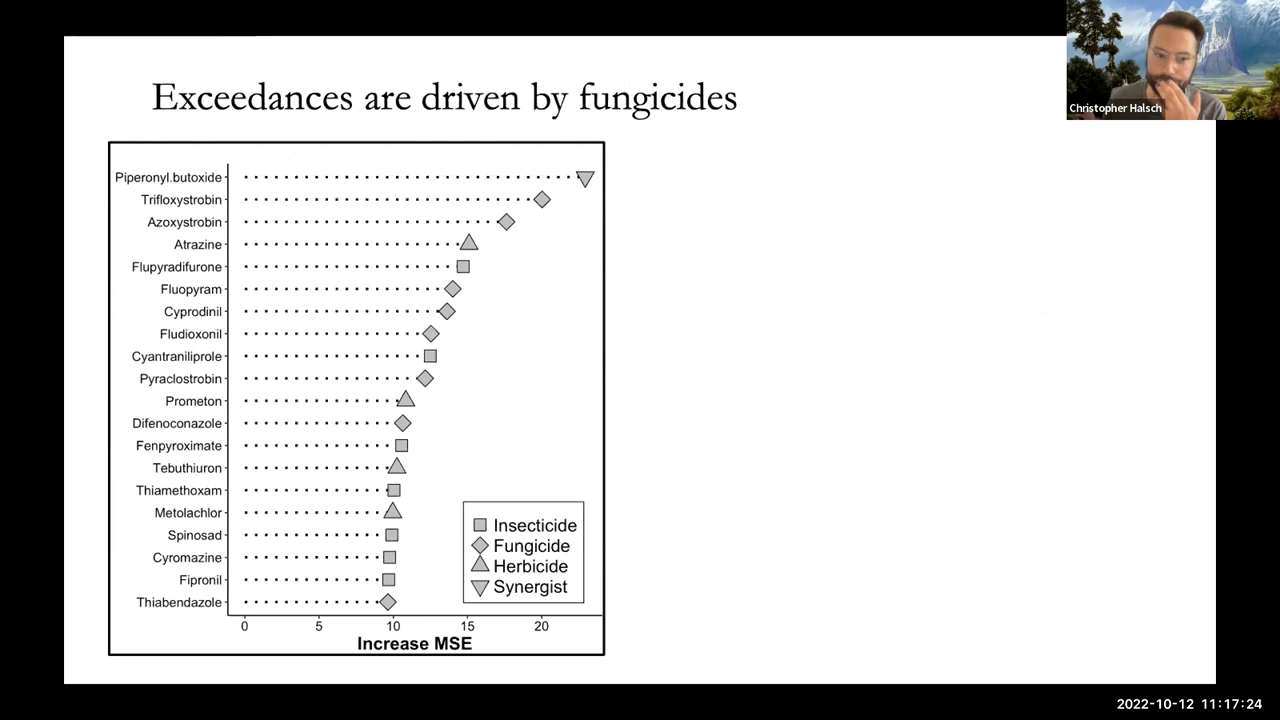 Exceedances are driven by fungicides
Christopher Halsch
Piperonyl.butoxide
Trifloxystrobin
Azoxystrobin
Atrazine
Flupyradifurone
Fluopyram
Cyprodinil
Fludioxonil
Cyantraniliprole
Pyraclostrobin
Prometon
Difenoconazole
Fenpyroximate
Tebuthiuron
Thiamethoxam
Metolachlor
Spinosad
Cyromazine
Fipronil
Thiabendazole
Insecticide
Fungicide
Herbicide
Synergist
0 5 10 15 20
Increase MSE
2022-10-12 11:17:24